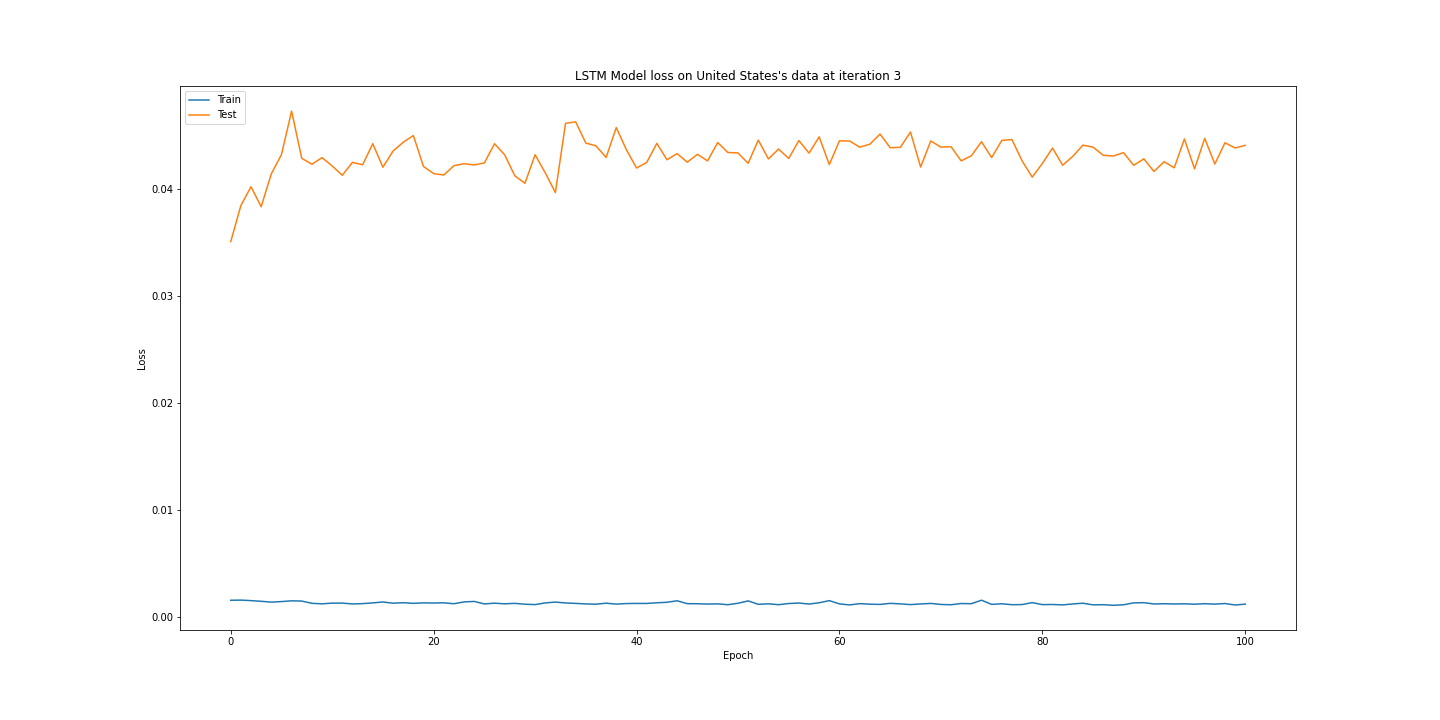 LSTM Model loss on United States's data at iteration 3
Train
Test
0.04
0.03
0.02
0.01
0.00
Loss
0 20 40 60 80 100
Epoch